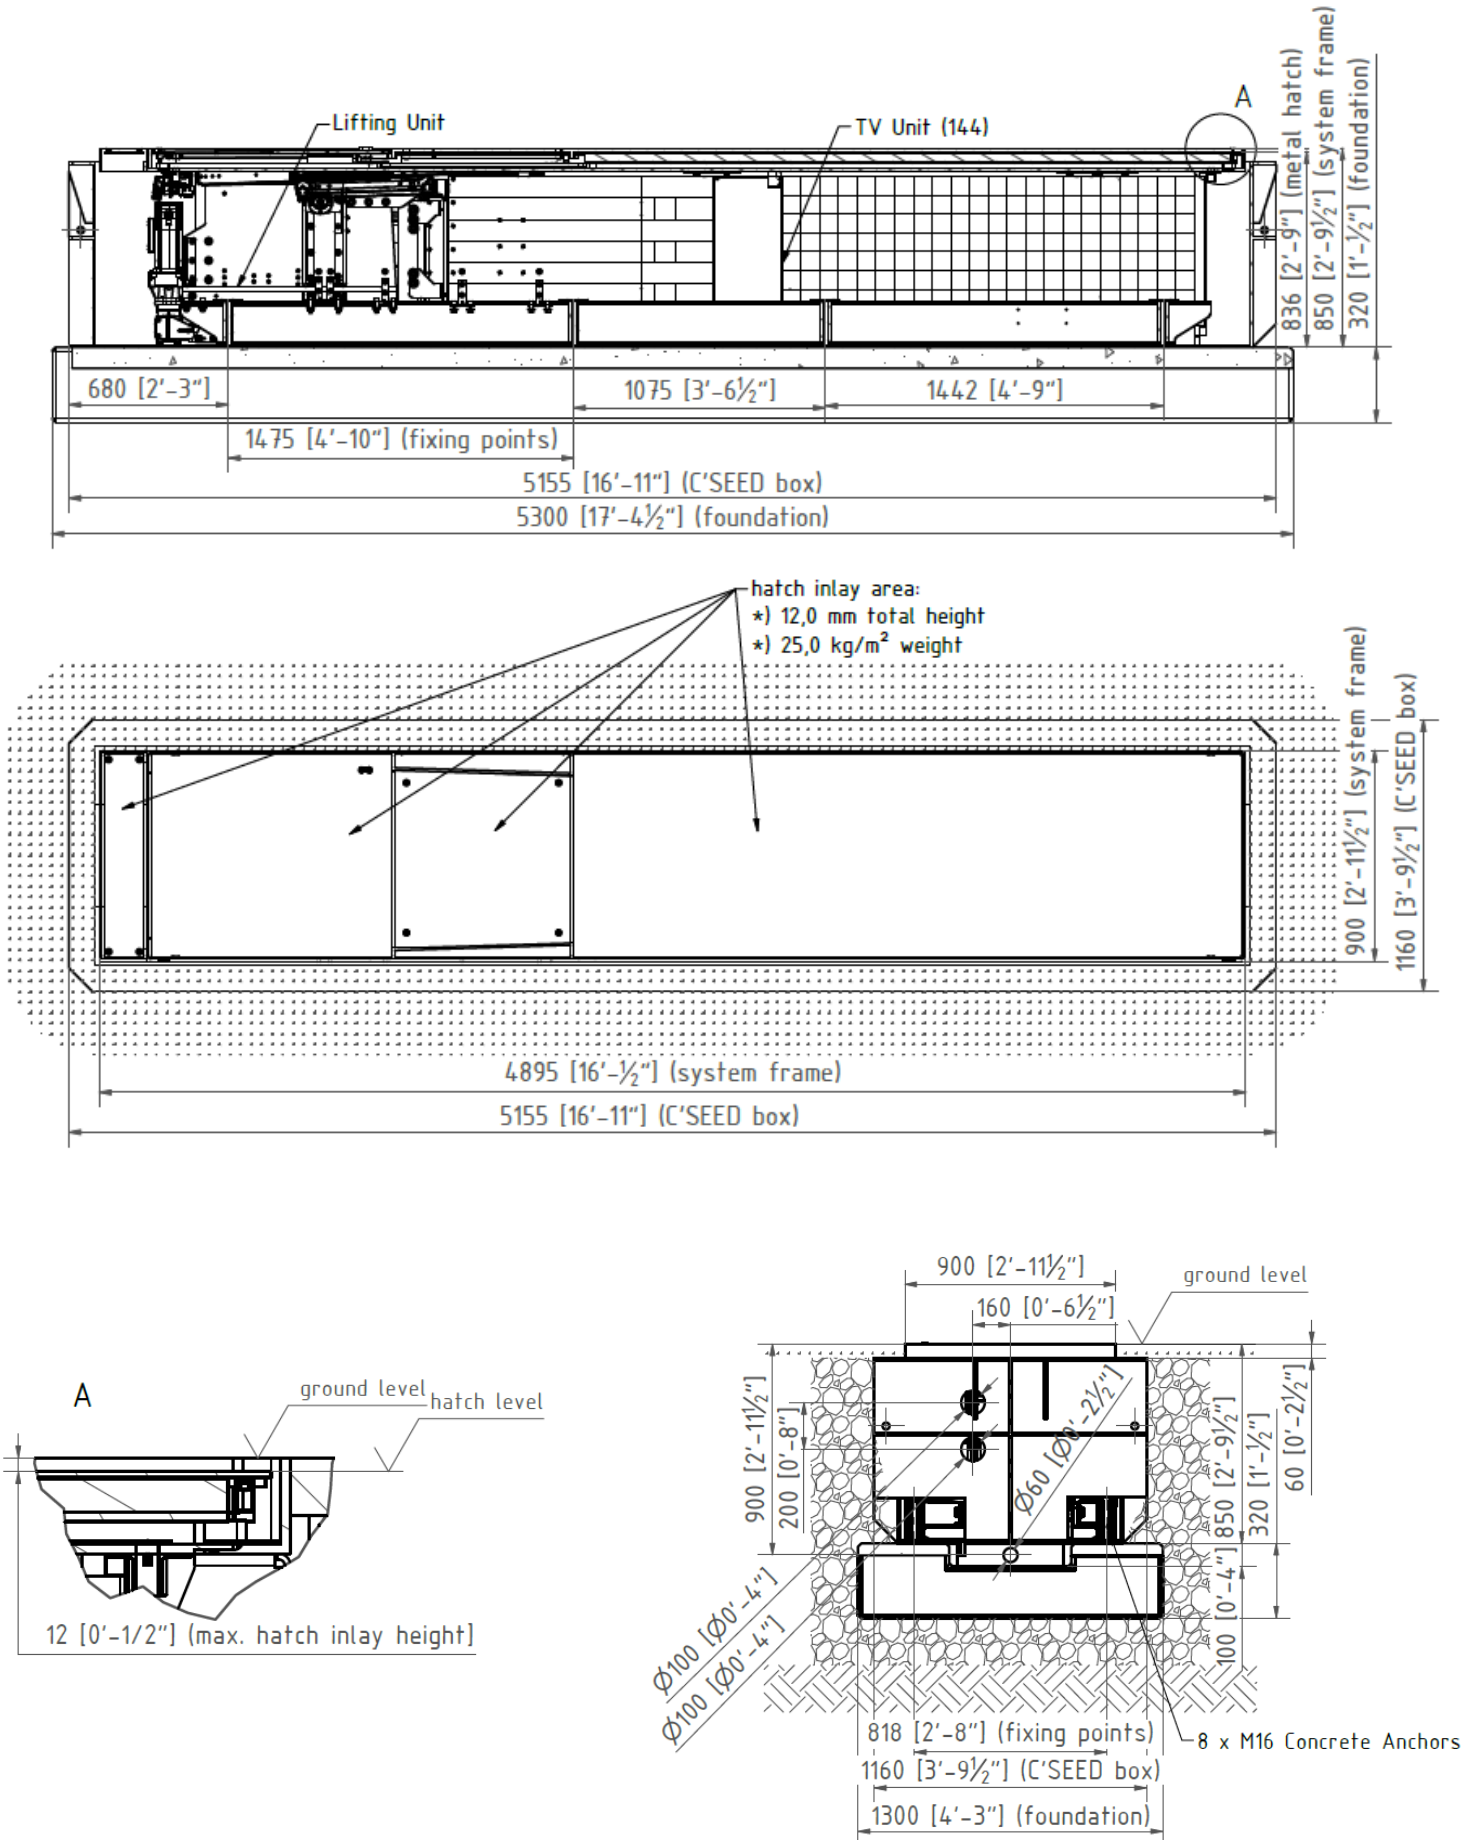 Lifting Unit
TV Unit (144)
A
836 [2'-9"] (metal hatch)
850 [2'-9½"] (system frame)
320 [1'-½"] (foundation)
680 [2'-3"]
1075 [3'-6½"]
1442 [4'-9"]
1475 [4'-10"] (fixing points)
5155 [16'-11"] (C'SEED box)
5300 [17'-4½"] (foundation)
hatch inlay area:
*) 12,0 mm total height
*) 25,0 kg/m² weight
900 [2'-11½"] (system frame)
1160 [3'-9½"] (C'SEED box)
4895 [16'-½"] (system frame)
5155 [16'-11"] (C'SEED box)
A
ground level
hatch level
12 [0'-1/2"] (max. hatch inlay height]
900 [2'-11½"]
160 [0'-6½"]
ground level
900 [2'-11½"]
200 [0'-8"]
Ø60 [Ø0'-2½"]
850 [2'-9½"]
320 [1'-½"]
60 [0'-2½"]
100 [0'-4"]
Ø100 [Ø0'-4"]
Ø100 [Ø0'-4"]
818 [2'-8"] (fixing points)
8 x M16 Concrete Anchors
1160 [3'-9½"] (C'SEED box)
1300 [4'-3"] (foundation)